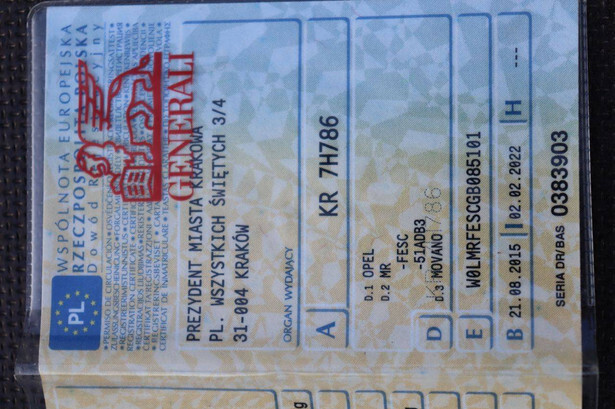 WSPÓLNOTA EUROPEJSKA
RZECZPOSPOLITA POLSKA
Dowód Rejestracyjny
PL
GENERALI
PREZYDENT MIASTA KRAKOWA
PL. WSZYSTKICH ŚWIĘTYCH 3/4
31-004 KRAKÓW
ORGAN WYDAJĄCY
A KR 7H786
D.1 OPEL
D.2 MR
-FESC
-51ADB3
D D.3 MOVANO
E W0LMRFESCGB085101
B 21.08.2015 I 02.02.2022 H ---
SERIA DR/BAS 0383903